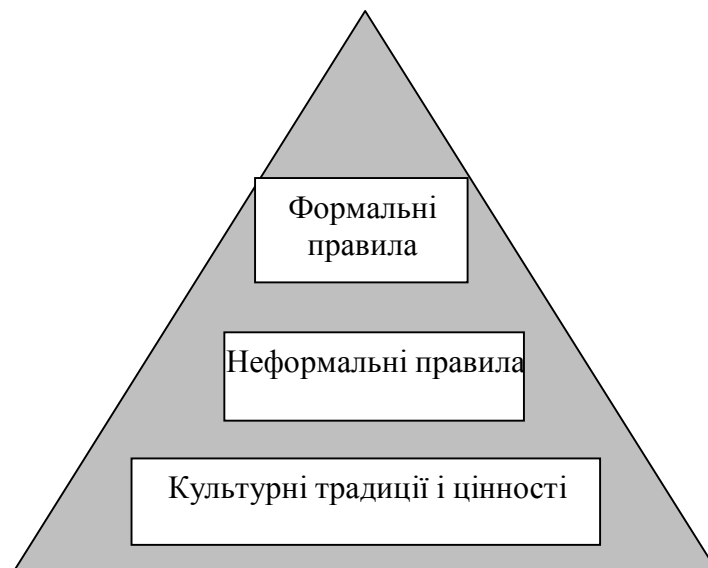 Формальні
правила
Неформальні правила
Культурні традиції і цінності